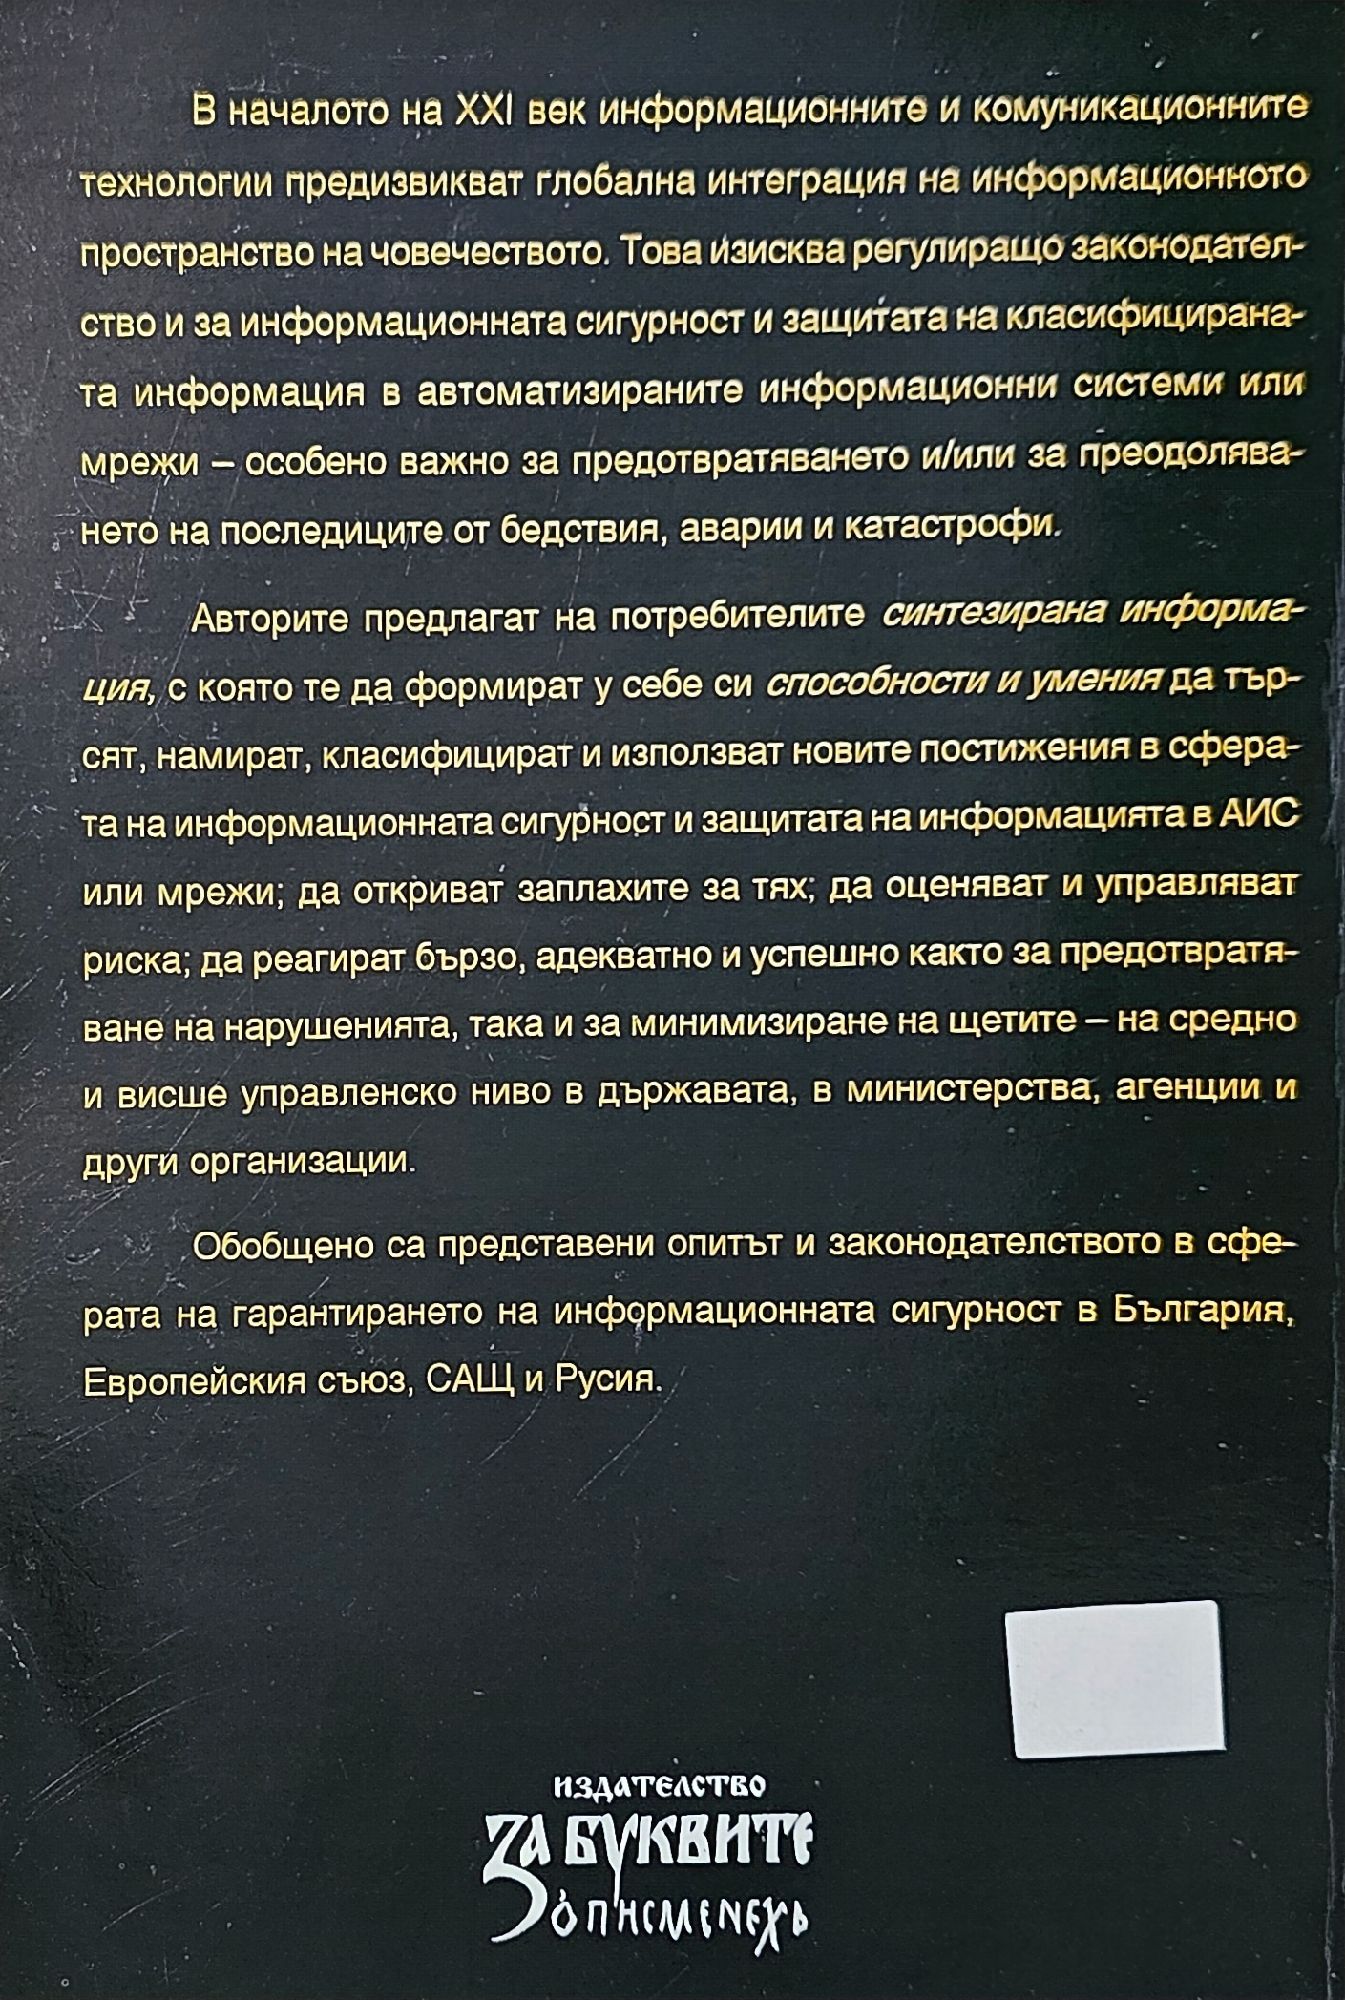 В началото на XXI век информационните и комуникационните
технологии предизвикват глобална интеграция на информационното
пространство на човечеството. Това изисква регулиращо законодател-
ство и за информационната сигурност и защитата на класифицирана-
та информация в автоматизираните информационни системи или
мрежи – особено важно за предотвратяването и/или за преодолява-
нето на последиците от бедствия, аварии и катастрофи.
Авторите предлагат на потребителите синтезирана информа-
ция, с която те да формират у себе си способности и умения да тър-
сят, намират, класифицират и използват новите постижения в сфера-
та на информационната сигурност и защитата на информацията в АИС
или мрежи; да откриват заплахите за тях; да оценяват и управляват
риска; да реагират бързо, адекватно и успешно както за предотвратя-
ване на нарушенията, така и за минимизиране на щетите – на средно
и висше управленско ниво в държавата, в министерства, агенции и
други организации.
Обобщено са представени опитът и законодателството в сфе-
рата на гарантирането на информационната сигурност в България,
Европейския съюз, САЩ и Русия.
издателство
За буквите
О писменехь